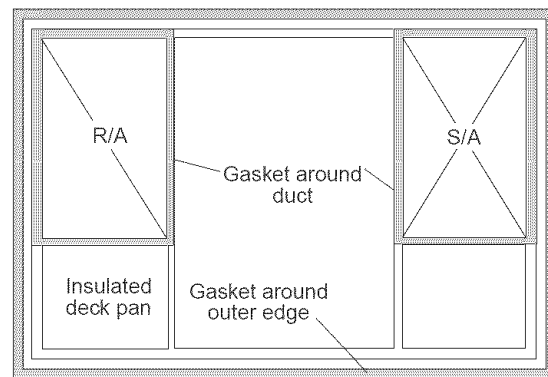 R/A
S/A
Gasket around
duct
Insulated
deck pan
Gasket around
outer edge